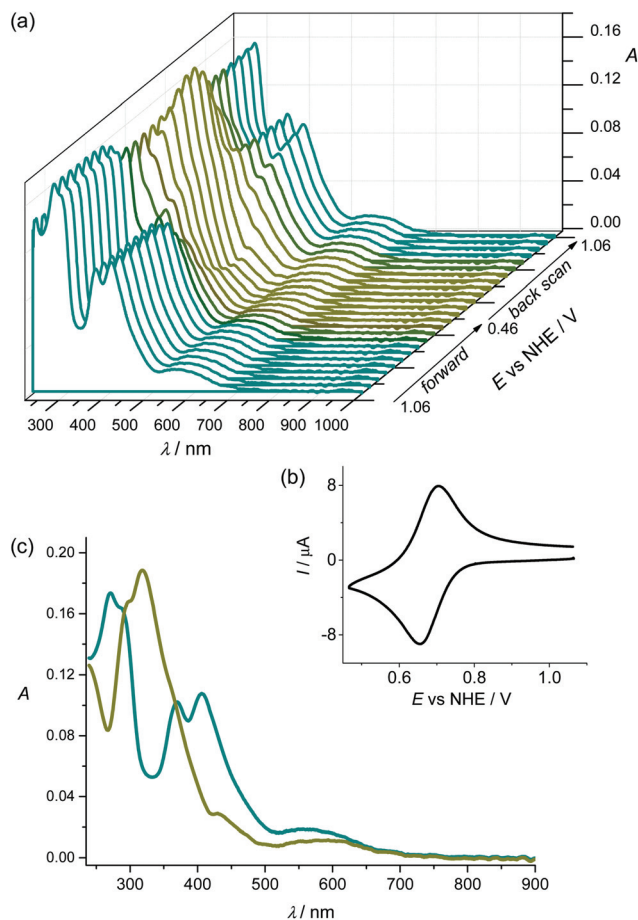 (a)
0.16
A
0.12
0.08
0.04
0.00
1.06
back scan
0.46
E vs NHE / V
forward
1.06
300 400 500 600 700 800 900 1000
λ / nm
(b)
8
I / μA
0
-8
0.6 0.8 1.0
E vs NHE / V
(c)
0.20
0.16
0.12
A
0.08
0.04
0.00
300 400 500 600 700 800 900
λ / nm